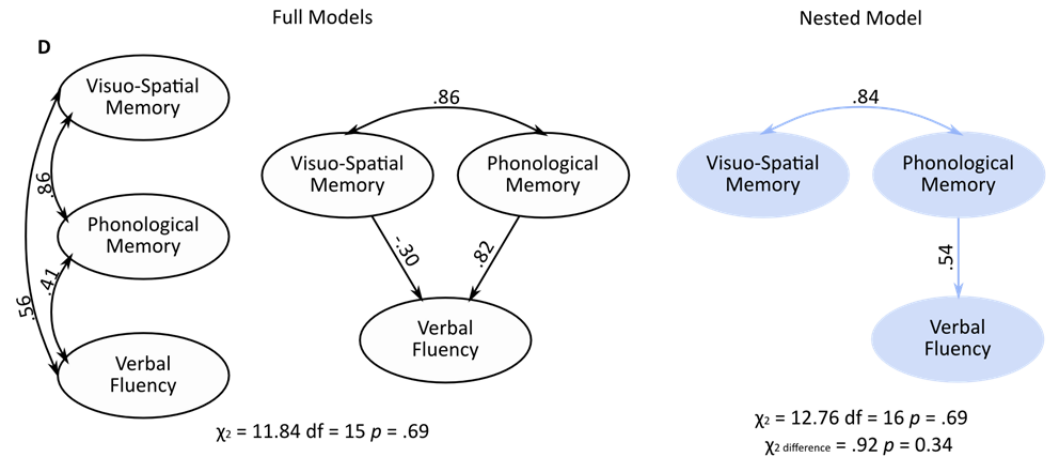 Full Models
Nested Model
D
Visuo-Spatial
Memory
.86
Phonological
Memory
.41
.56
Verbal
Fluency
.86
Visuo-Spatial
Memory
Phonological
Memory
-.30
.82
Verbal
Fluency
χ2 = 11.84 df = 15 p = .69
.84
Visuo-Spatial
Memory
Phonological
Memory
.54
Verbal
Fluency
χ2 = 12.76 df = 16 p = .69
χ2 difference = .92 p = 0.34